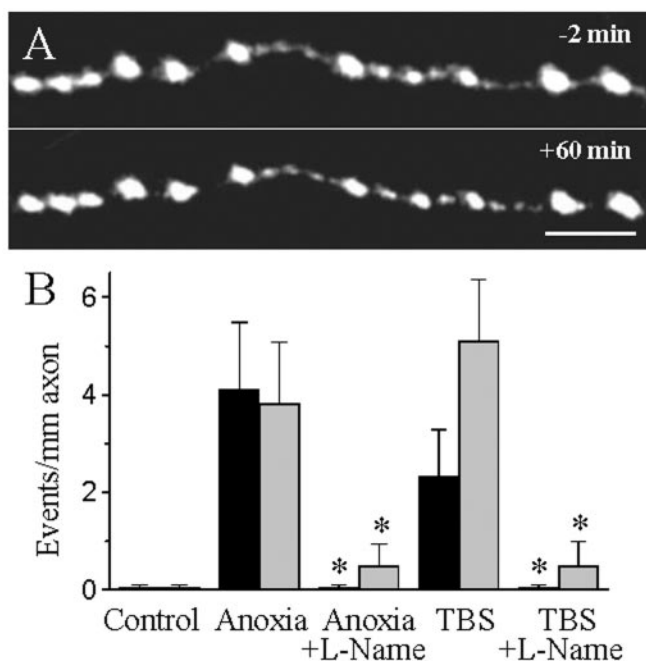 A
-2 min
+60 min
B
Events/mm axon
6
4
2
0
* * * *
Control Anoxia Anoxia TBS TBS
+L-Name +L-Name